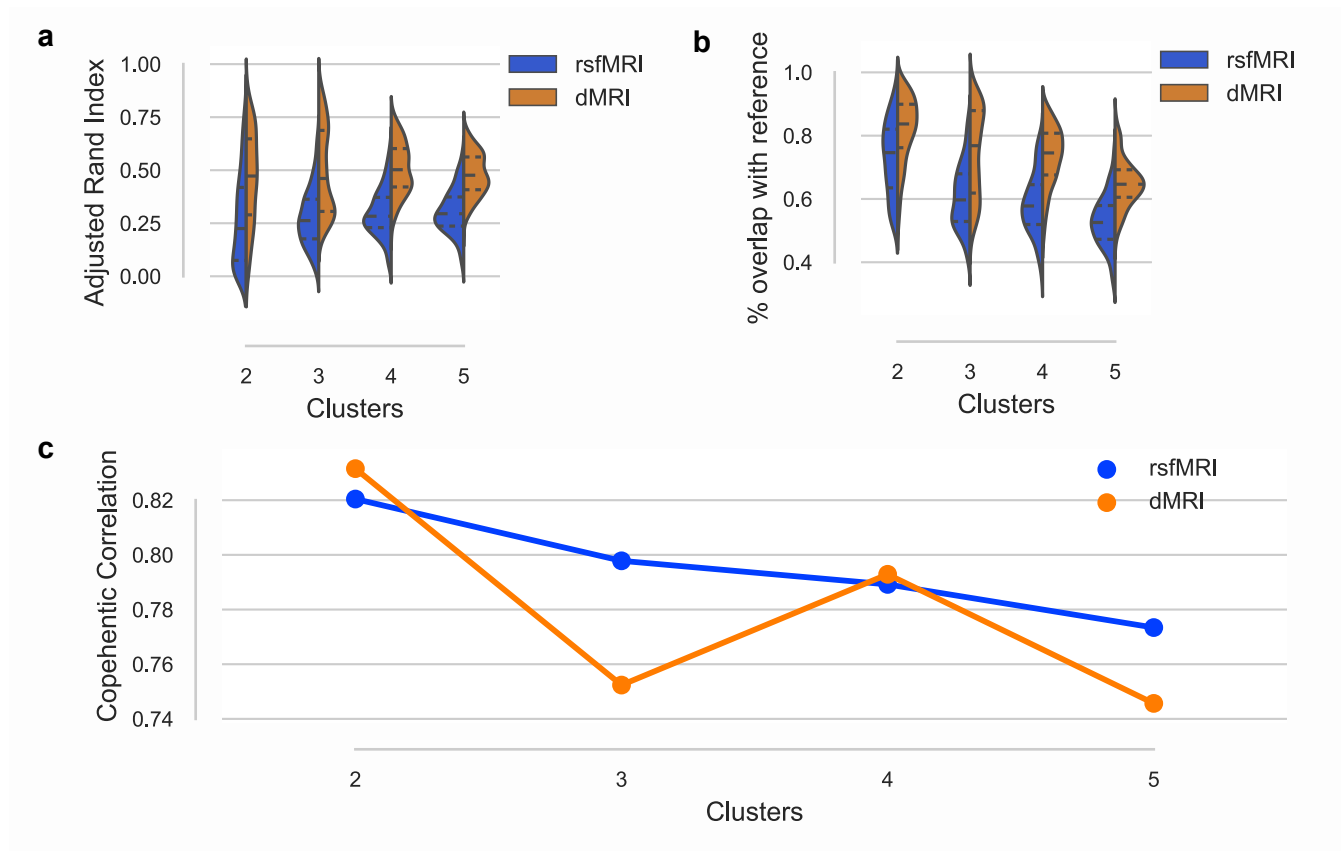 a
Adjusted Rand Index
1.00
0.75
0.50
0.25
0.00
rsfMRI
dMRI
2 3 4 5
Clusters
b
% overlap with reference
1.0
0.8
0.6
0.4
rsfMRI
dMRI
2 3 4 5
Clusters
c
Copehentic Correlation
0.82
0.80
0.78
0.76
0.74
rsfMRI
dMRI
2 3 4 5
Clusters